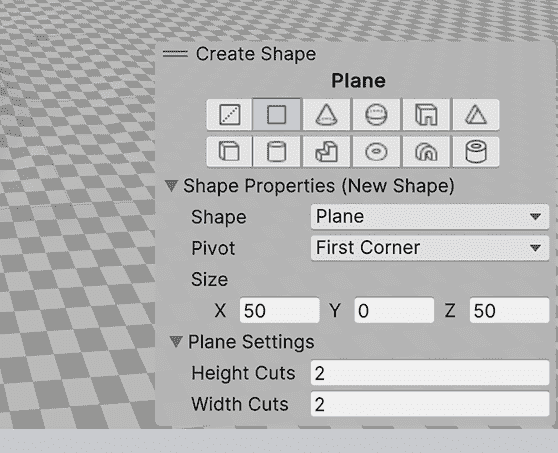 Create Shape
Plane
Shape Properties (New Shape)
Shape Plane
Pivot First Corner
Size
X 50 Y 0 Z 50
Plane Settings
Height Cuts 2
Width Cuts 2